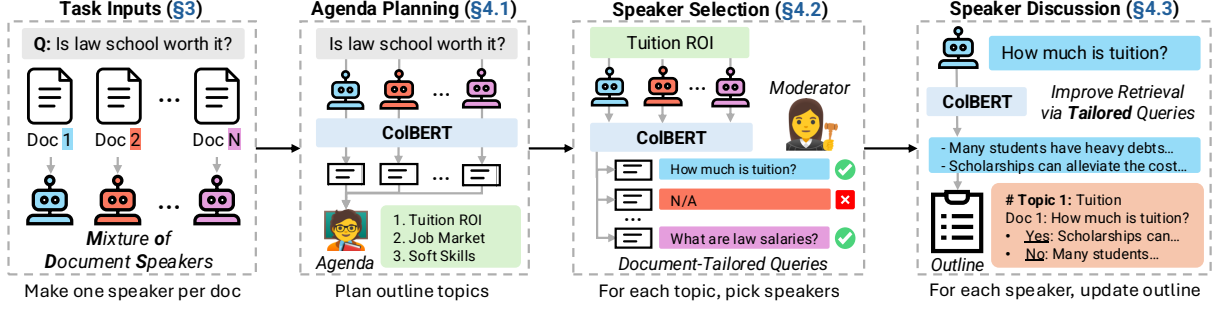 Task Inputs (§3)
Q: Is law school worth it?
...
Doc 1
Doc 2
Doc N
...
Mixture of
Document Speakers
Make one speaker per doc
Agenda Planning (§4.1)
Is law school worth it?
...
ColBERT
...
1. Tuition ROI
2. Job Market
3. Soft Skills
Agenda
Plan outline topics
Speaker Selection (§4.2)
Tuition ROI
...
Moderator
ColBERT
How much is tuition?
N/A
...
What are law salaries?
Document-Tailored Queries
For each topic, pick speakers
Speaker Discussion (§4.3)
How much is tuition?
ColBERT
Improve Retrieval
via Tailored Queries
- Many students have heavy debts...
- Scholarships can alleviate the cost...
# Topic 1: Tuition
Doc 1: How much is tuition?
• Yes: Scholarships can...
• No: Many students...
Outline
For each speaker, update outline